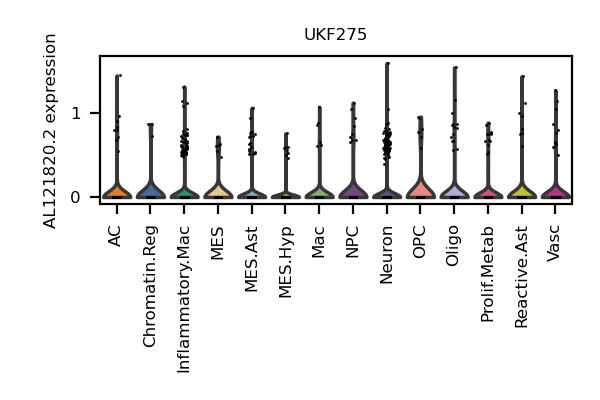 UKF275
AL121820.2 expression
1
0
AC
Chromatin.Reg
Inflammatory.Mac
MES
MES.Ast
MES.Hyp
Mac
NPC
Neuron
OPC
Oligo
Prolif.Metab
Reactive.Ast
Vasc